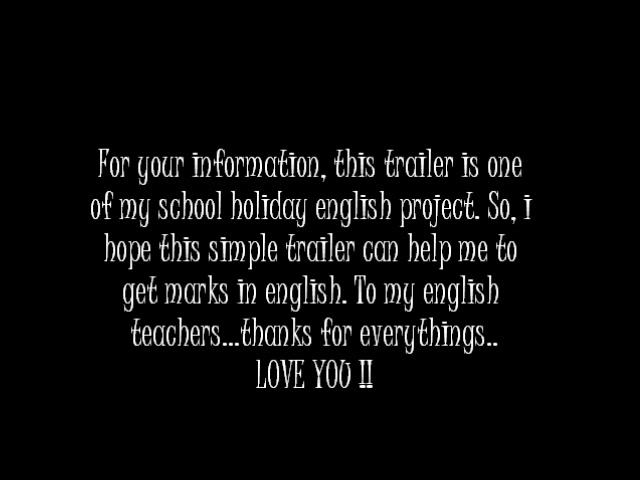 For your information, this trailer is one
of my school holiday english project. So, i
hope this simple trailer can help me to
get marks in english. To my english
teachers...thanks for everythings..
LOVE YOU !!